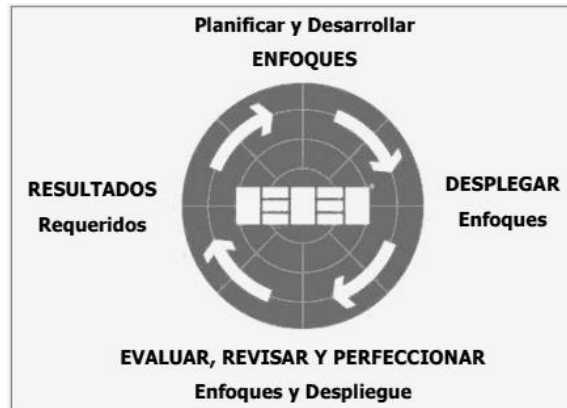 Planificar y Desarrollar
ENFOQUES
RESULTADOS
Requeridos
DESPLEGAR
Enfoques
EVALUAR, REVISAR Y PERFECCIONAR
Enfoques y Despliegue